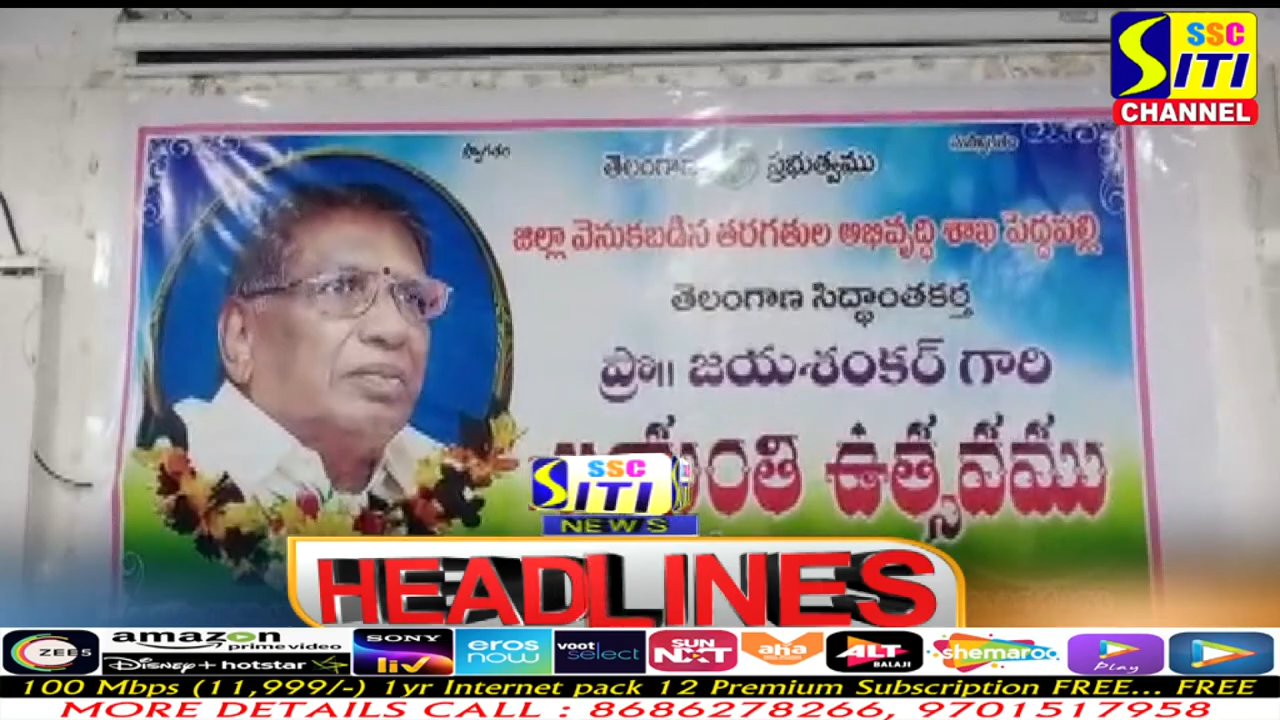 SSC
SITI
CHANNEL
స్వాగతం
తెలంగాణ ప్రభుత్వము
జిల్లా వెనుకబడిన తరగతుల అభివృద్ధి శాఖ పెద్దపల్లి
తెలంగాణ సిద్ధాంతకర్త
ప్రొ|| జయశంకర్ గారి
ఉత్సవము
SSC
SITI
NEWS
HEADLINES
ZEE5 amazon primevideo Disney+ hotstar SONY liv eros now voot select SUN NXT aha ALT BALAJI shemaroo Play
100 Mbps (11,999/-) 1yr Internet pack 12 Premium Subscription FREE... FREE
MORE DETAILS CALL : 8686278266, 9701517958